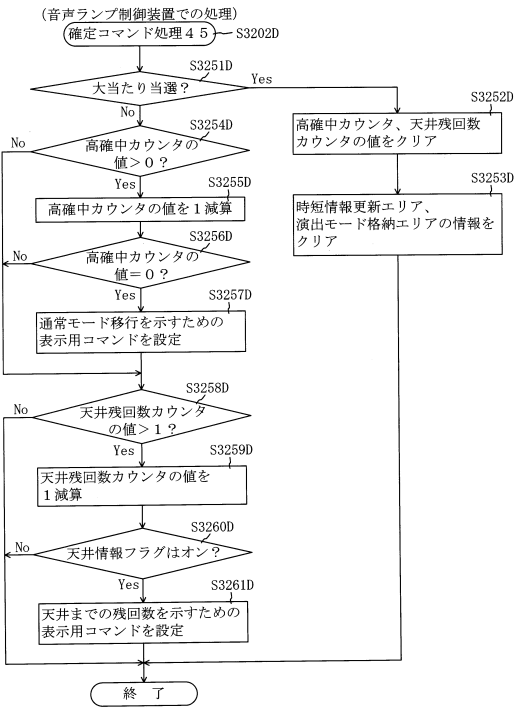 (音声ランプ制御装置での処理)
確定コマンド処理45
S3202D
S3251D
大当たり当選?
Yes
No
S3252D
高確中カウンタ、天井残回数
カウンタの値をクリア
S3253D
時短情報更新エリア、
演出モード格納エリアの情報を
クリア
S3254D
高確中カウンタの
値>0?
No
Yes
S3255D
高確中カウンタの値を1減算
S3256D
高確中カウンタの
値=0?
No
Yes
S3257D
通常モード移行を示すための
表示用コマンドを設定
S3258D
天井残回数カウンタ
の値>1?
No
Yes
S3259D
天井残回数カウンタの値を
1減算
S3260D
天井情報フラグはオン?
No
Yes
S3261D
天井までの残回数を示すための
表示用コマンドを設定
終 了